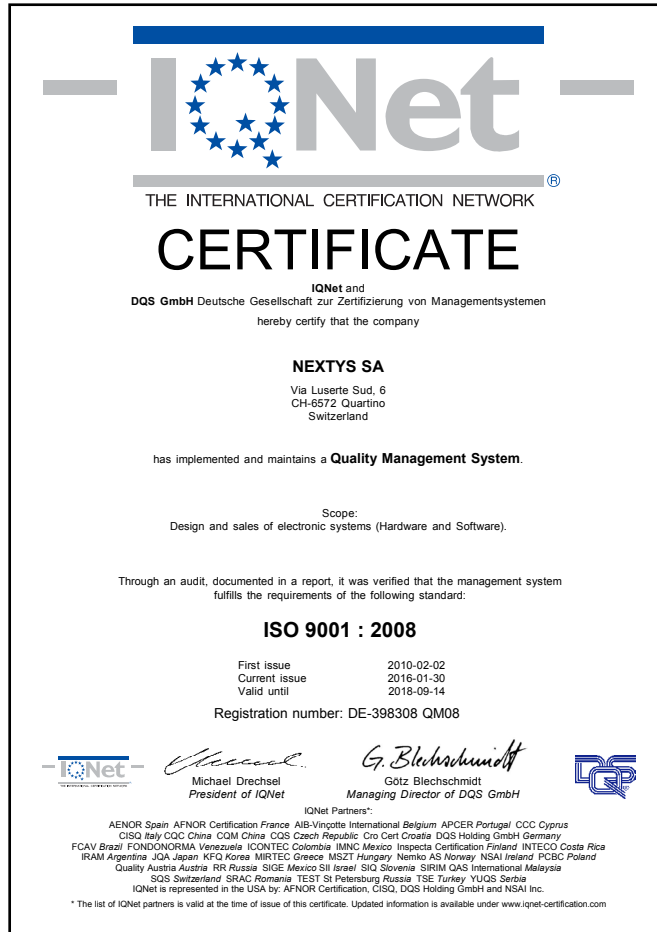 IQNet
®
THE INTERNATIONAL CERTIFICATION NETWORK
CERTIFICATE
IQNet and
DQS GmbH Deutsche Gesellschaft zur Zertifizierung von Managementsystemen
hereby certify that the company
NEXTYS SA
Via Luserte Sud, 6
CH-6572 Quartino
Switzerland
has implemented and maintains a Quality Management System.
Scope:
Design and sales of electronic systems (Hardware and Software).
Through an audit, documented in a report, it was verified that the management system
fulfills the requirements of the following standard:
ISO 9001 : 2008
First issue 2010-02-02
Current issue 2016-01-30
Valid until 2018-09-14
Registration number: DE-398308 QM08
IQNet
THE INTERNATIONAL CERTIFICATION NETWORK
G. Blechschmidt
DQS
Michael Drechsel
President of IQNet
Götz Blechschmidt
Managing Director of DQS GmbH
IQNet Partners*:
AENOR Spain AFNOR Certification France AIB-Vinçotte International Belgium APCER Portugal CCC Cyprus
CISQ Italy CQC China CQM China CQS Czech Republic Cro Cert Croatia DQS Holding GmbH Germany
FCAV Brazil FONDONORMA Venezuela ICONTEC Colombia IMNC Mexico Inspecta Certification Finland INTECO Costa Rica
IRAM Argentina JQA Japan KFQ Korea MIRTEC Greece MSZT Hungary Nemko AS Norway NSAI Ireland PCBC Poland
Quality Austria Austria RR Russia SIGE Mexico SII Israel SIQ Slovenia SIRIM QAS International Malaysia
SQS Switzerland SRAC Romania TEST St Petersburg Russia TSE Turkey YUQS Serbia
IQNet is represented in the USA by: AFNOR Certification, CISQ, DQS Holding GmbH and NSAI Inc.
* The list of IQNet partners is valid at the time of issue of this certificate. Updated information is available under www.iqnet-certification.com